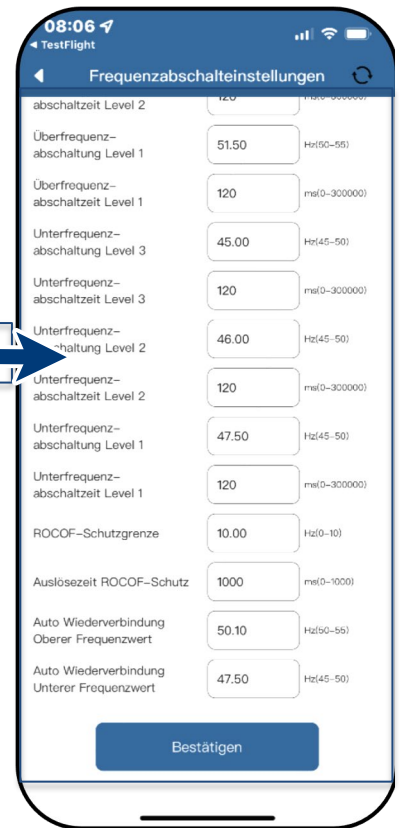 08:06
◀ TestFlight
Frequenzabschalteinstellungen
abschaltzeit Level 2
120
Überfrequenz–
abschaltung Level 1
51.50
Hz(50–55)
Überfrequenz–
abschaltzeit Level 1
120
ms(0–300000)
Unterfrequenz–
abschaltung Level 3
45.00
Hz(45–50)
Unterfrequenz–
abschaltzeit Level 3
120
ms(0–300000)
Unterfrequenz–
Level 2
46.00
Hz(45–50)
Unterfrequenz–
abschaltzeit Level 2
120
ms(0–300000)
Unterfrequenz–
abschaltung Level 1
47.50
Hz(45–50)
Unterfrequenz–
abschaltzeit Level 1
120
ms(0–300000)
ROCOF–Schutzgrenze
10.00
Hz(0–10)
Auslösezeit ROCOF–Schutz
1000
ms(0–1000)
Auto Wiederverbindung
Oberer Frequenzwert
50.10
Hz(50–55)
Auto Wiederverbindung
Unterer Frequenzwert
47.50
Hz(45–50)
Bestätigen